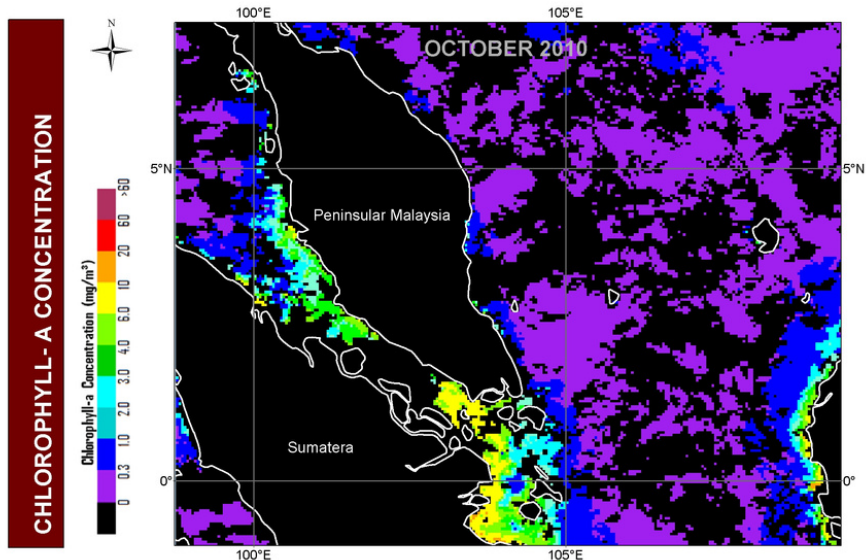 CHLOROPHYLL- A CONCENTRATION
N
Chlorophyll-a Concentration (mg/m³)
>60
60
20
10
6.0
4.0
3.0
2.0
1.0
0.3
0
100°E
105°E
OCTOBER 2010
5°N
5°N
Peninsular Malaysia
Sumatera
0°
0°
100°E
105°E